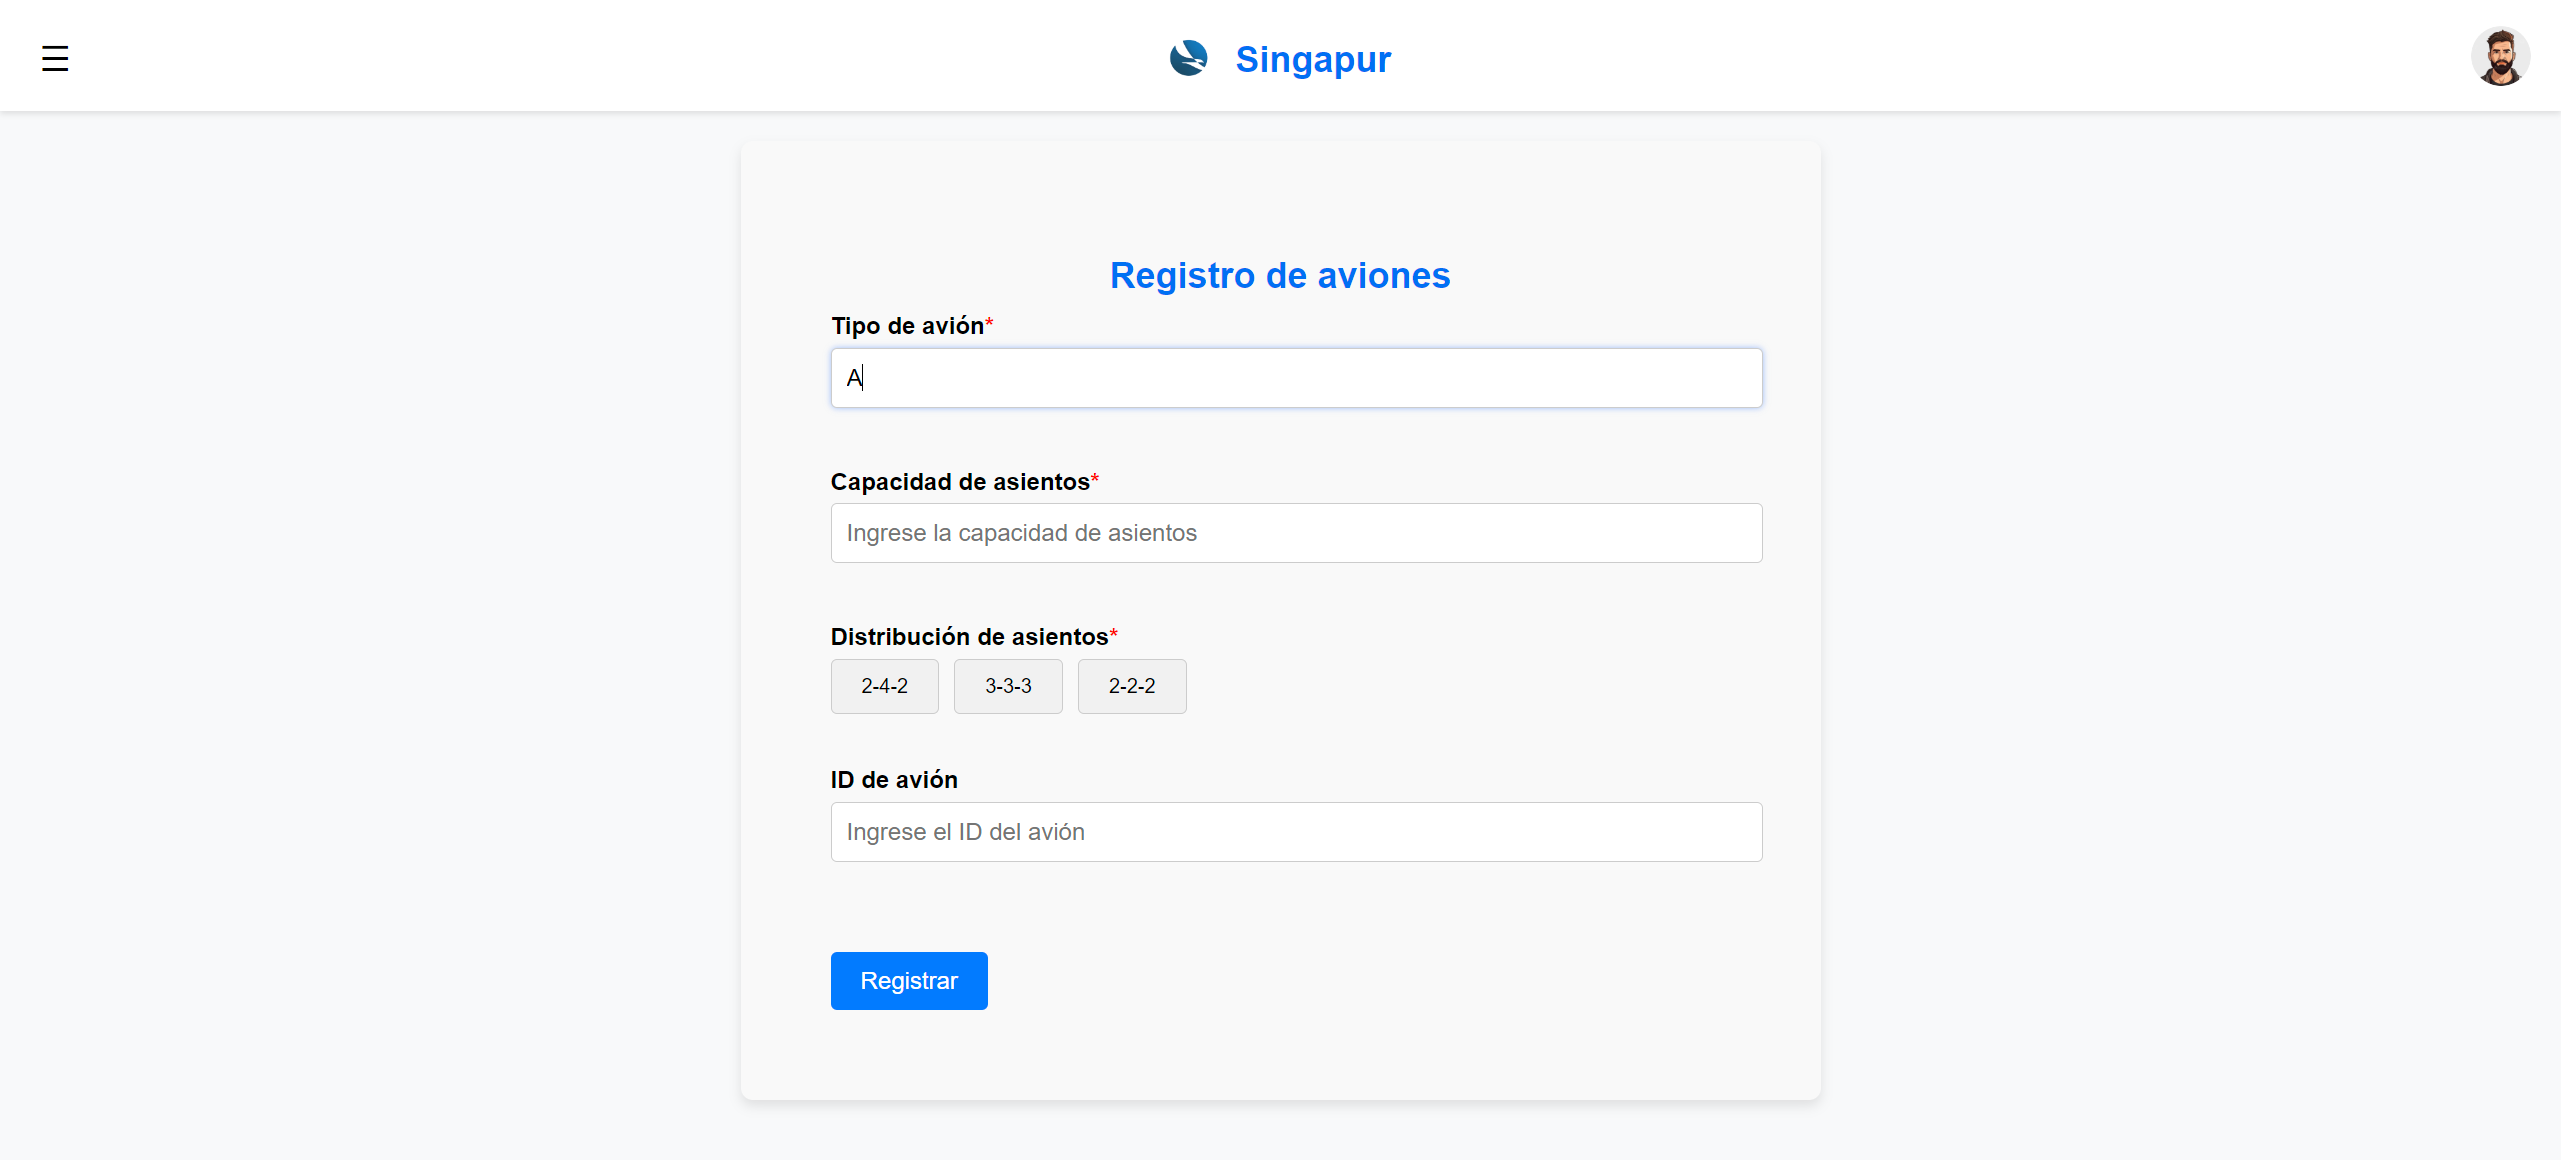 Singapur
Registro de aviones
Tipo de avión*
A
Capacidad de asientos*
Ingrese la capacidad de asientos
Distribución de asientos*
2-4-2 3-3-3 2-2-2
ID de avión
Ingrese el ID del avión
Registrar